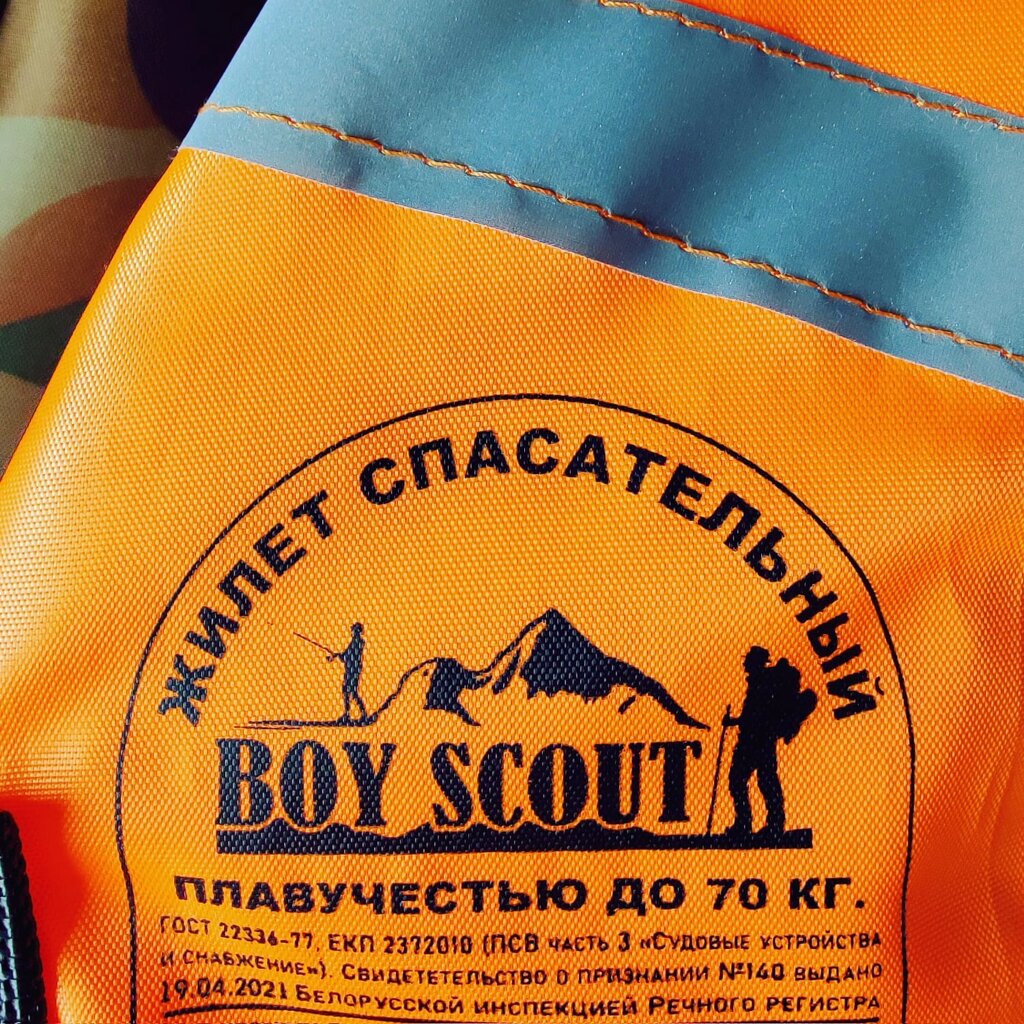 ЖИЛЕТ СПАСАТЕЛЬНЫЙ
BOY SCOUT
ПЛАВУЧЕСТЬЮ ДО 70 КГ.
ГОСТ 22336-77, ЕКП 2372010 (ПСВ ЧАСТЬ 3 «СУДОВЫЕ УСТРОЙСТВА
И СНАБЖЕНИЕ»). СВИДЕТЕТЕЛЬСТВО О ПРИЗНАНИИ №140 ВЫДАНО
19.04.2021 БЕЛОРУССКОЙ ИНСПЕКЦИЕЙ РЕЧНОГО РЕГИСТРА